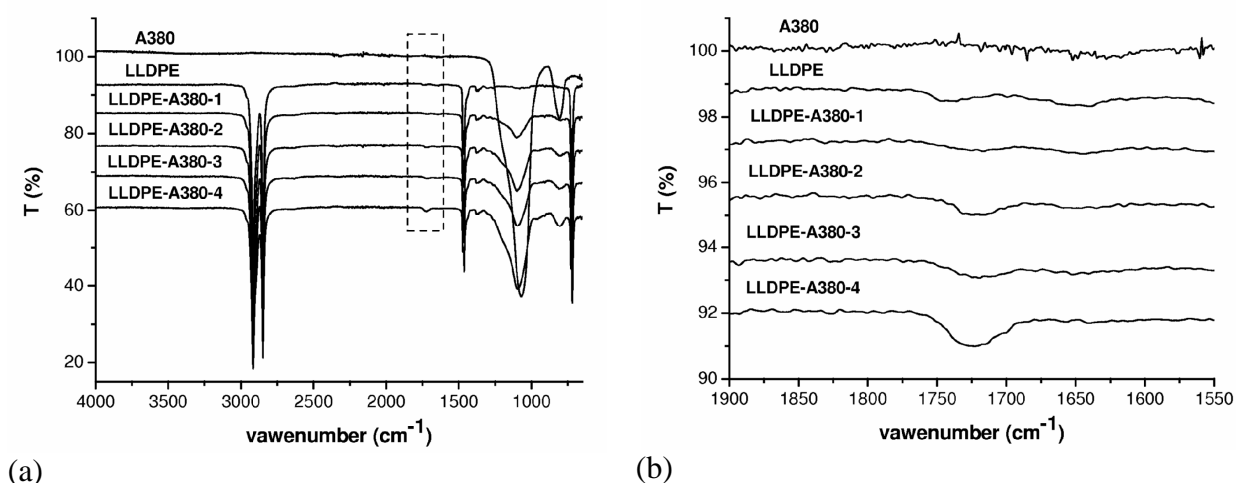 A380
LLDPE
LLDPE-A380-1
LLDPE-A380-2
LLDPE-A380-3
LLDPE-A380-4
T (%)
100
80
60
40
20
4000 3500 3000 2500 2000 1500 1000
vawenumber (cm-1)
(a)
A380
LLDPE
LLDPE-A380-1
LLDPE-A380-2
LLDPE-A380-3
LLDPE-A380-4
T (%)
100
98
96
94
92
90
1900 1850 1800 1750 1700 1650 1600 1550
vawenumber (cm-1)
(b)